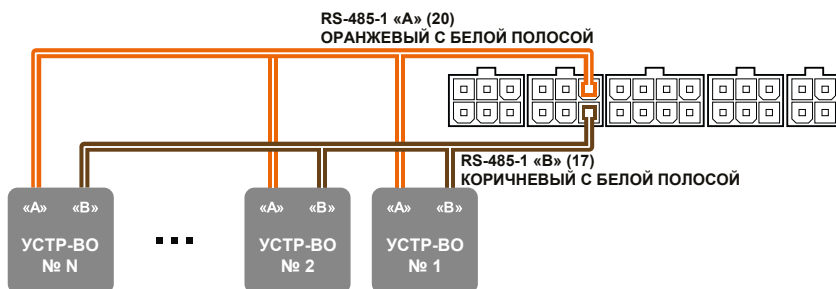 RS-485-1 «A» (20)
ОРАНЖЕВЫЙ С БЕЛОЙ ПОЛОСОЙ
RS-485-1 «B» (17)
КОРИЧНЕВЫЙ С БЕЛОЙ ПОЛОСОЙ
«A» «B»
УСТР-ВО
№ N
...
«A» «B»
УСТР-ВО
№ 2
«A» «B»
УСТР-ВО
№ 1